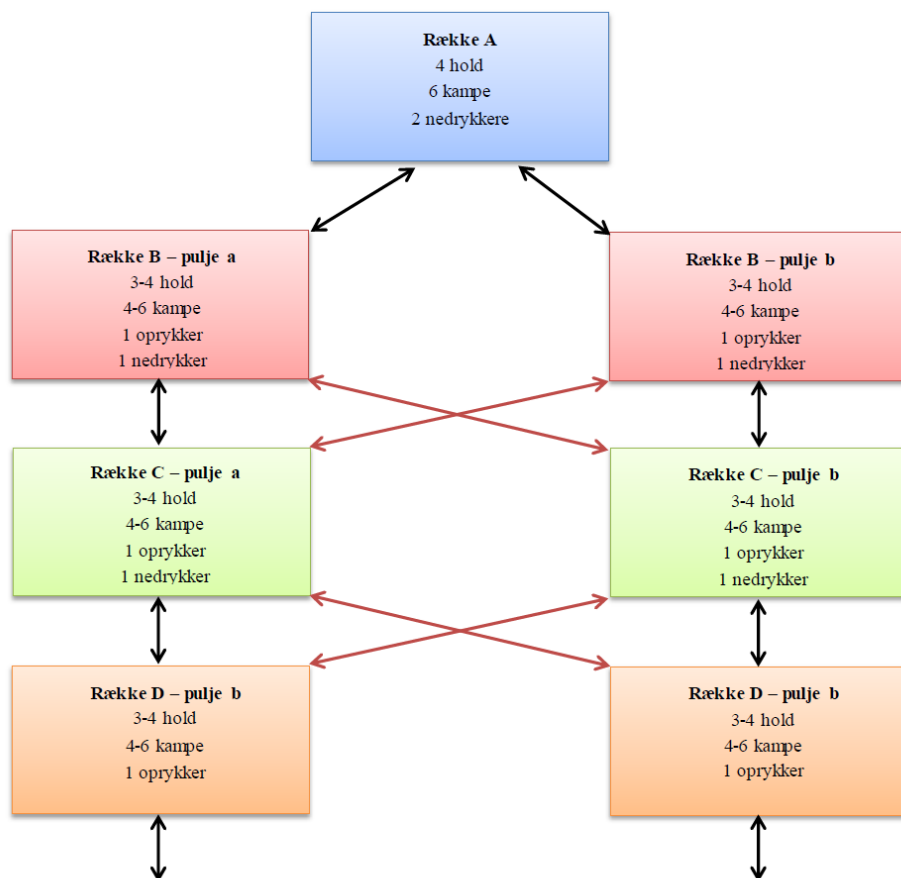 Række A
4 hold
6 kampe
2 nedrykkere
Række B – pulje a
3-4 hold
4-6 kampe
1 oprykker
1 nedrykker
Række B – pulje b
3-4 hold
4-6 kampe
1 oprykker
1 nedrykker
Række C – pulje a
3-4 hold
4-6 kampe
1 oprykker
1 nedrykker
Række C – pulje b
3-4 hold
4-6 kampe
1 oprykker
1 nedrykker
Række D – pulje b
3-4 hold
4-6 kampe
1 oprykker
Række D – pulje b
3-4 hold
4-6 kampe
1 oprykker